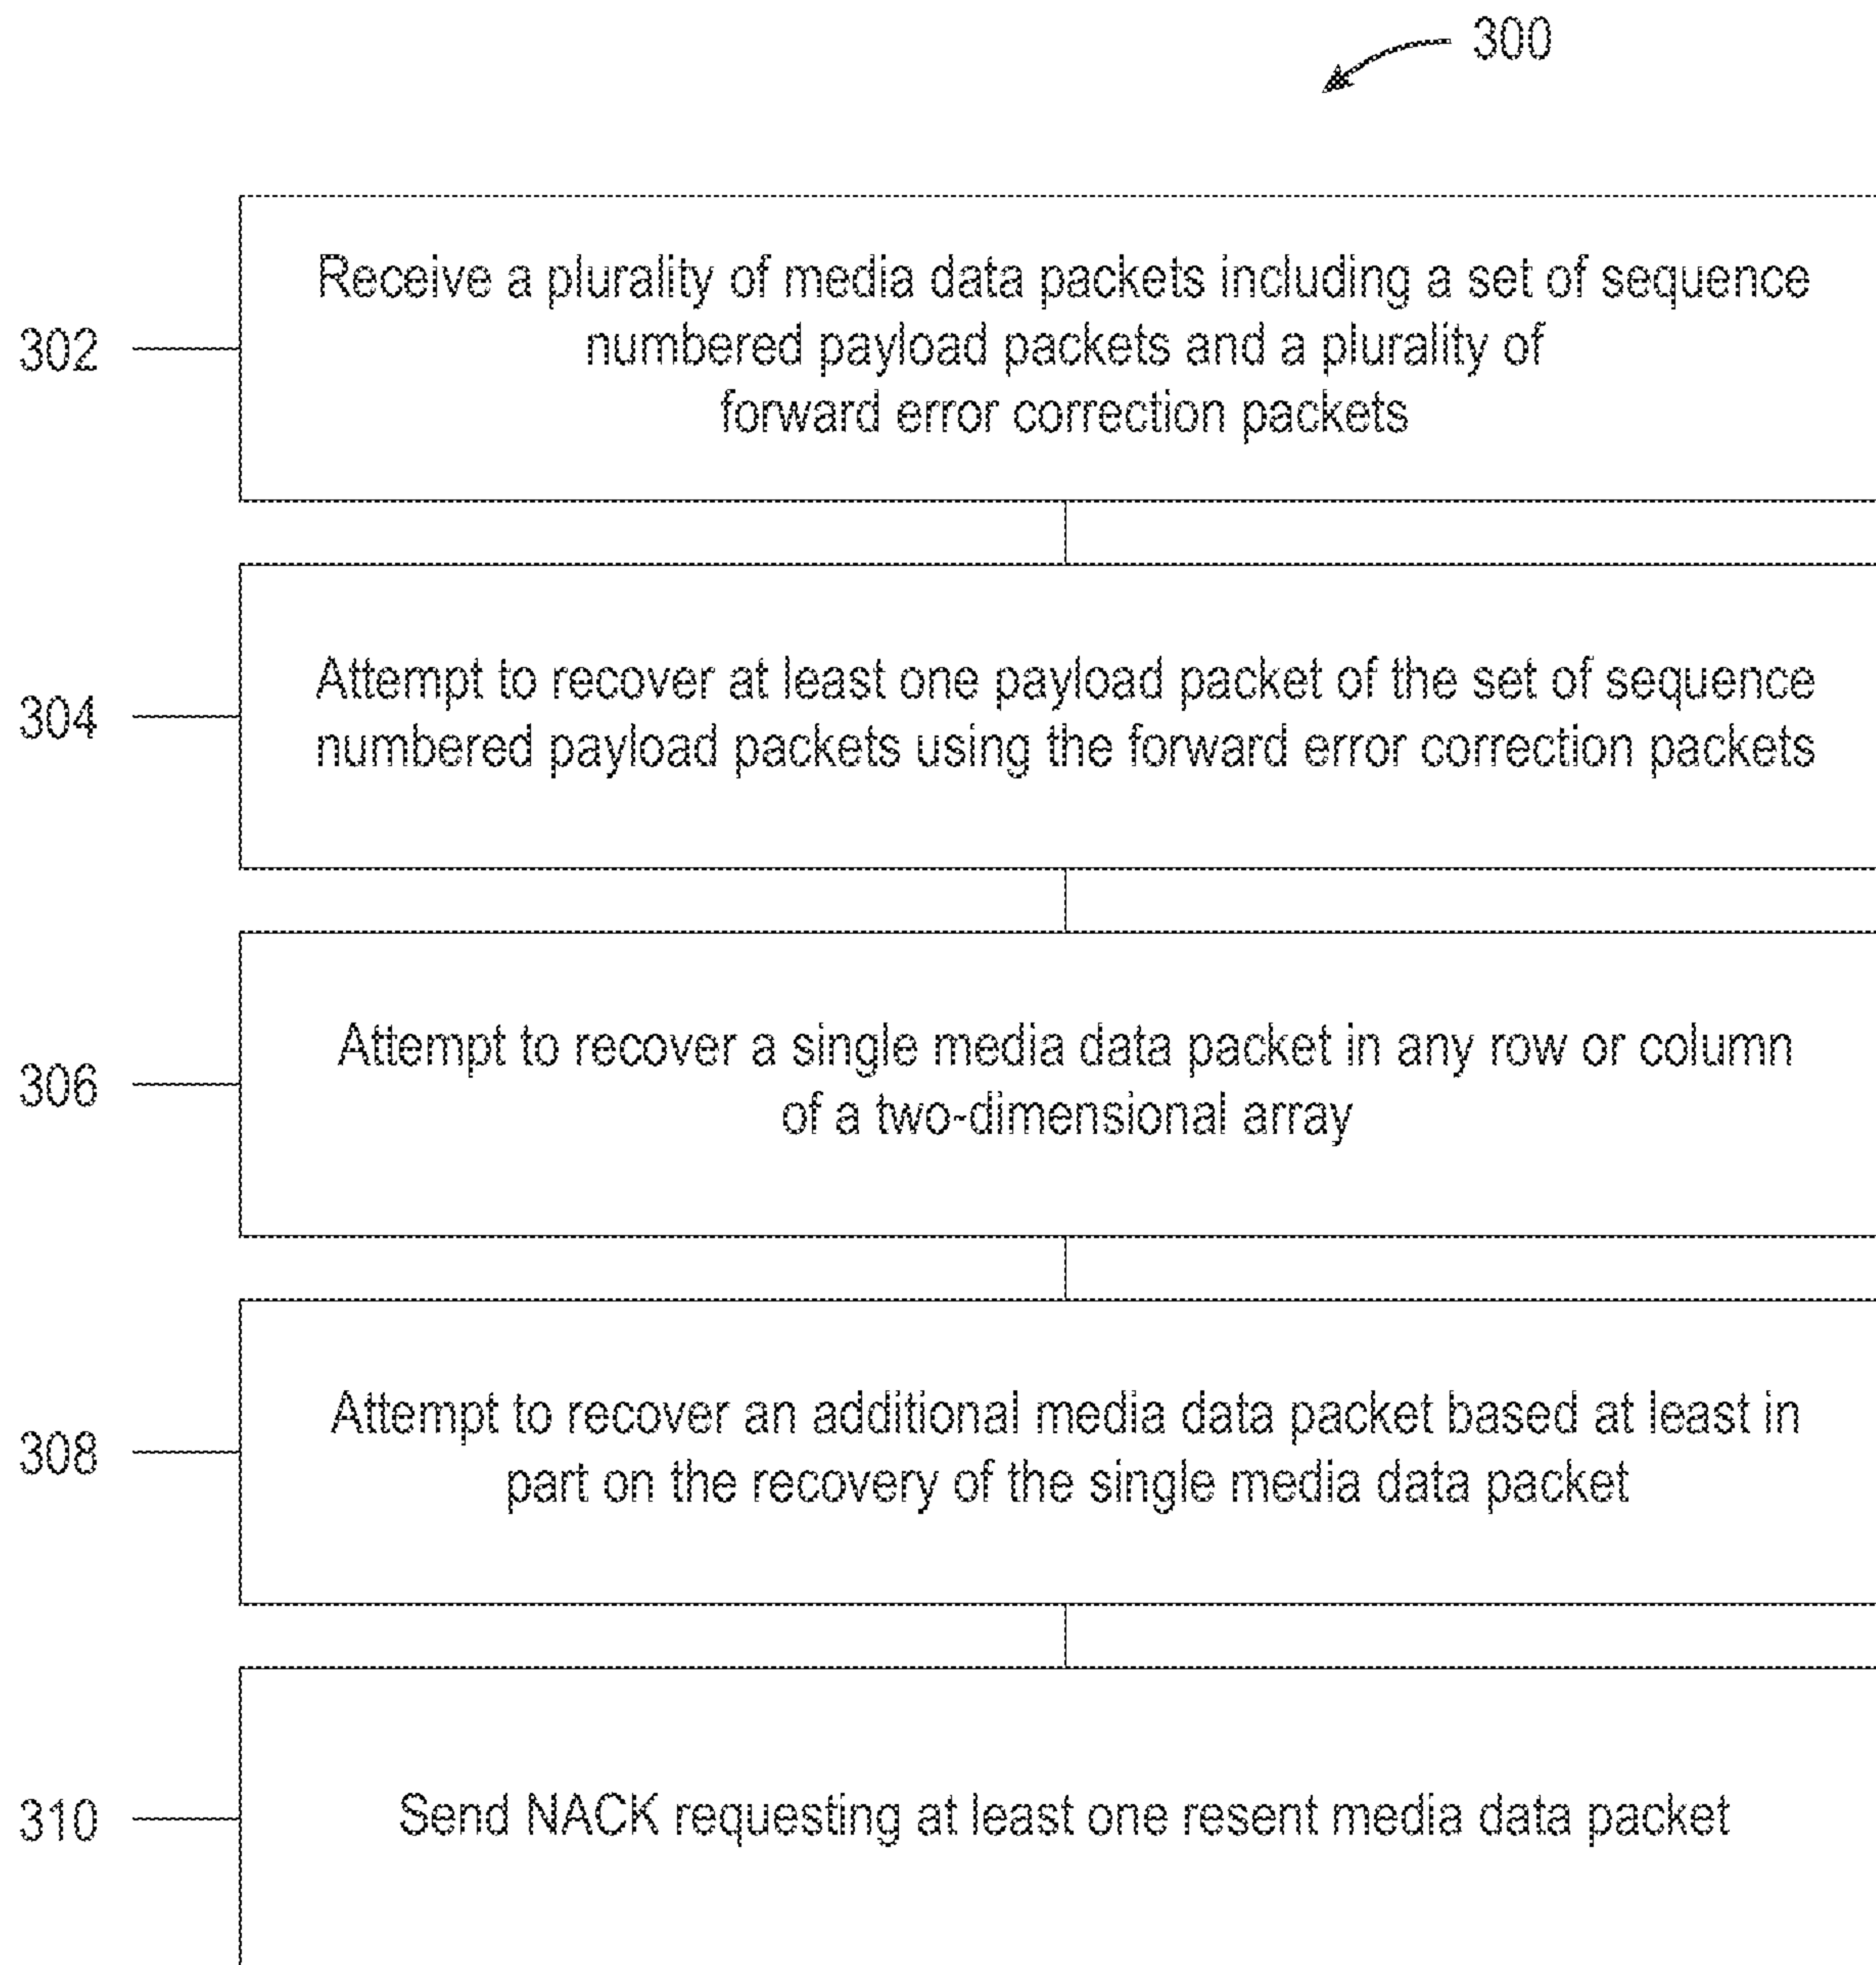 300
302
Receive a plurality of media data packets including a set of sequence
numbered payload packets and a plurality of
forward error correction packets
304
Attempt to recover at least one payload packet of the set of sequence
numbered payload packets using the forward error correction packets
306
Attempt to recover a single media data packet in any row or column
of a two-dimensional array
308
Attempt to recover an additional media data packet based at least in
part on the recovery of the single media data packet
310
Send NACK requesting at least one resent media data packet